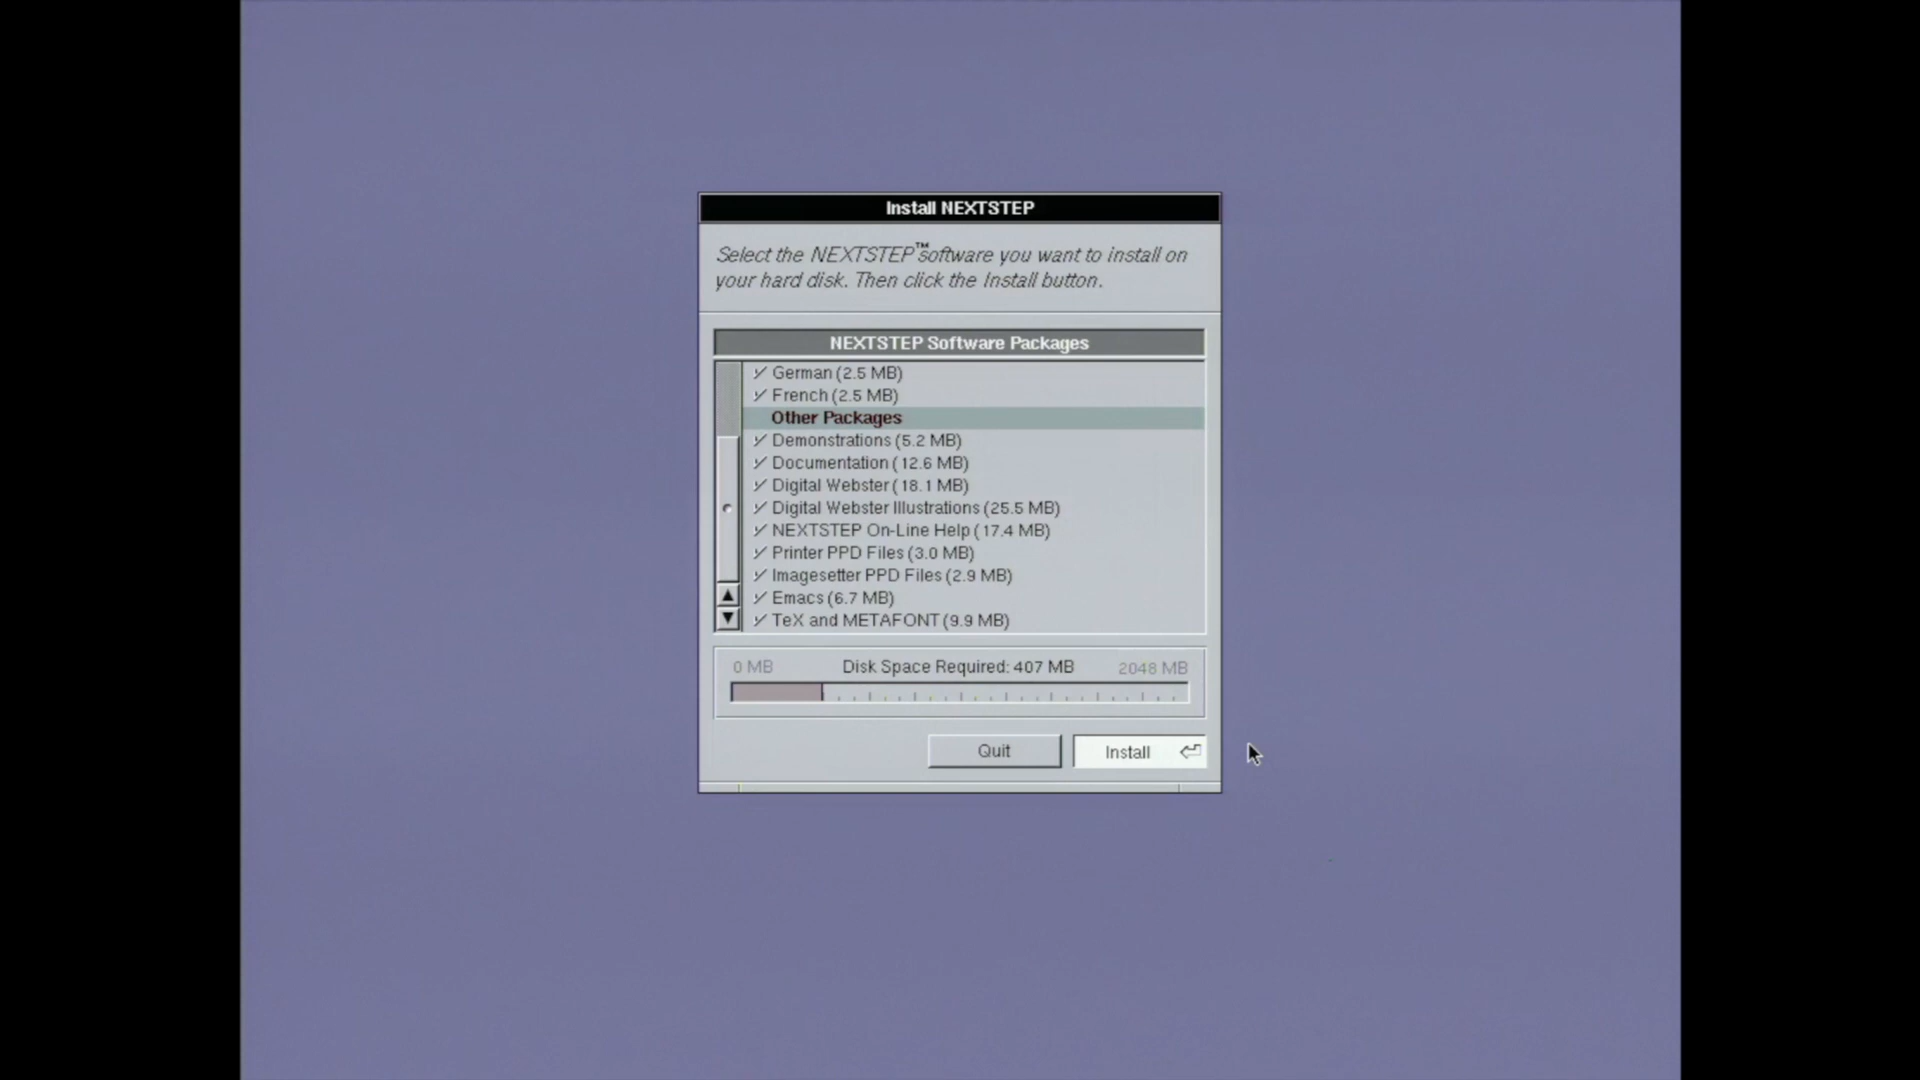 Install NEXTSTEP
Select the NEXTSTEP™ software you want to install on
your hard disk. Then click the Install button.
NEXTSTEP Software Packages
German (2.5 MB)
French (2.5 MB)
Other Packages
Demonstrations (5.2 MB)
Documentation (12.6 MB)
Digital Webster (18.1 MB)
Digital Webster Illustrations (25.5 MB)
NEXTSTEP On-Line Help (17.4 MB)
Printer PPD Files (3.0 MB)
Imagesetter PPD Files (2.9 MB)
Emacs (6.7 MB)
TeX and METAFONT (9.9 MB)
0 MB Disk Space Required: 407 MB 2048 MB
Quit Install